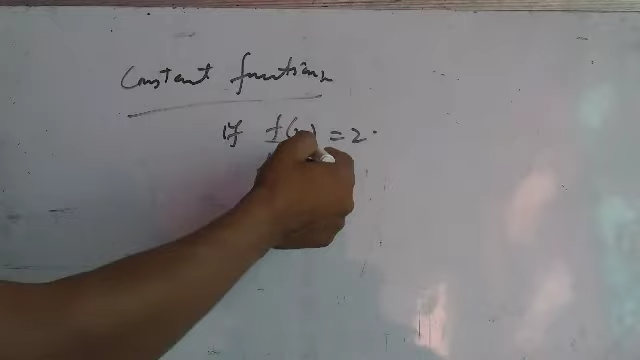 Constant functions
if f(x) = 2.